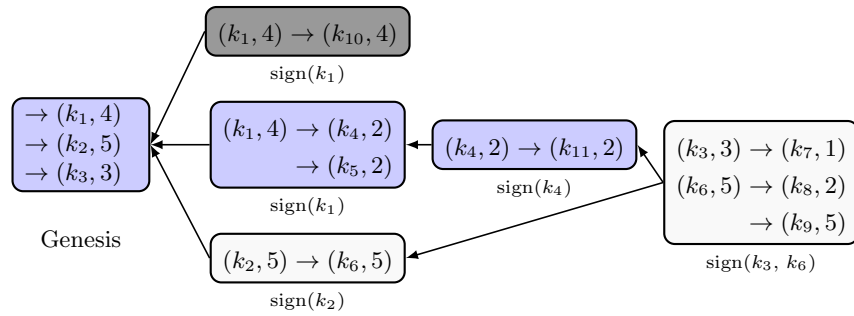 (k₁, 4) → (k₁₀, 4)
sign(k₁)
→ (k₁, 4)
→ (k₂, 5)
→ (k₃, 3)
Genesis
(k₁, 4) → (k₄, 2)
→ (k₅, 2)
sign(k₁)
(k₄, 2) → (k₁₁, 2)
sign(k₄)
(k₂, 5) → (k₆, 5)
sign(k₂)
(k₃, 3) → (k₇, 1)
(k₆, 5) → (k₈, 2)
→ (k₉, 5)
sign(k₃, k₆)